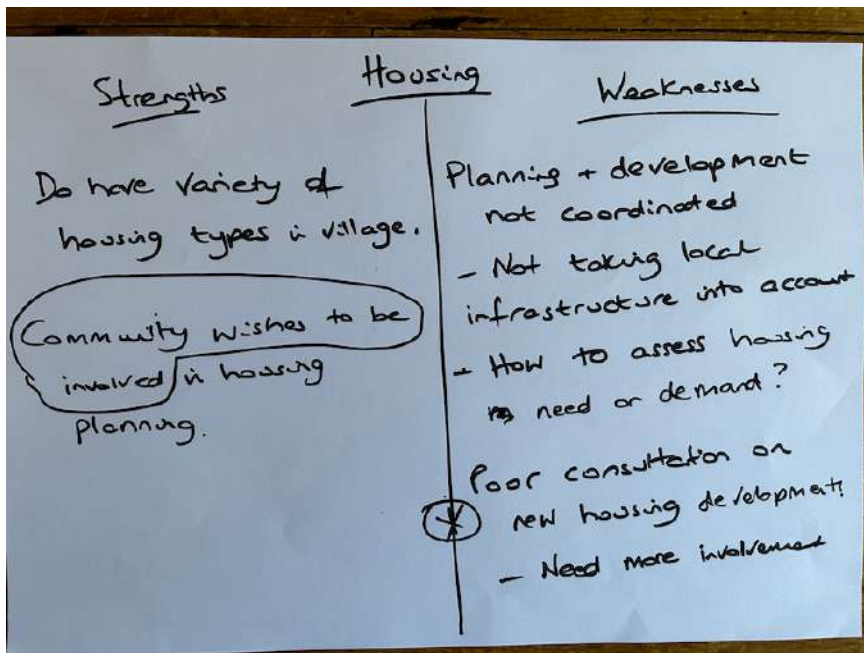 Housing
Strengths
Do have variety of
housing types in village.
Community wishes to be
involved in housing
planning.
Weaknesses
Planning + development
not coordinated
- Not taking local
infrastructure into account
- How to assess housing
need or demand?
Poor consultation on
new housing development!
- Need more involvement